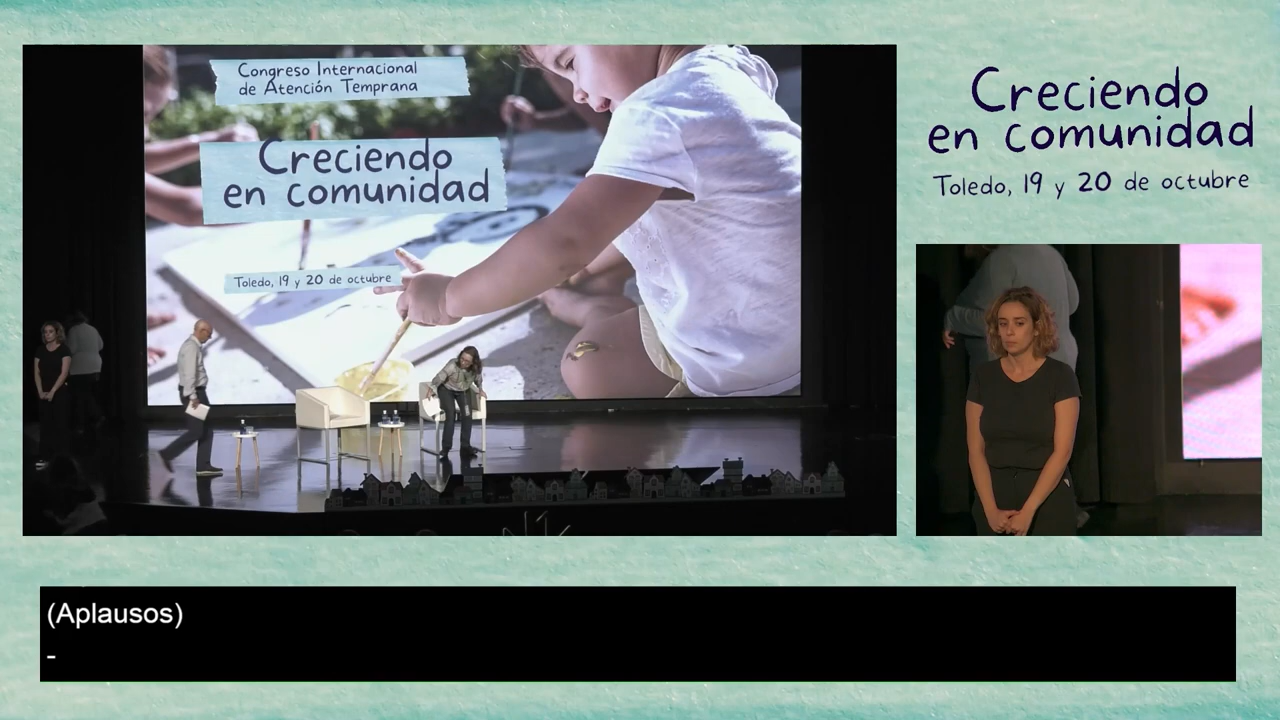 Congreso Internacional
de Atención Temprana
Creciendo
en comunidad
Toledo, 19 y 20 de octubre
Creciendo
en comunidad
Toledo, 19 y 20 de octubre
(Aplausos)
-